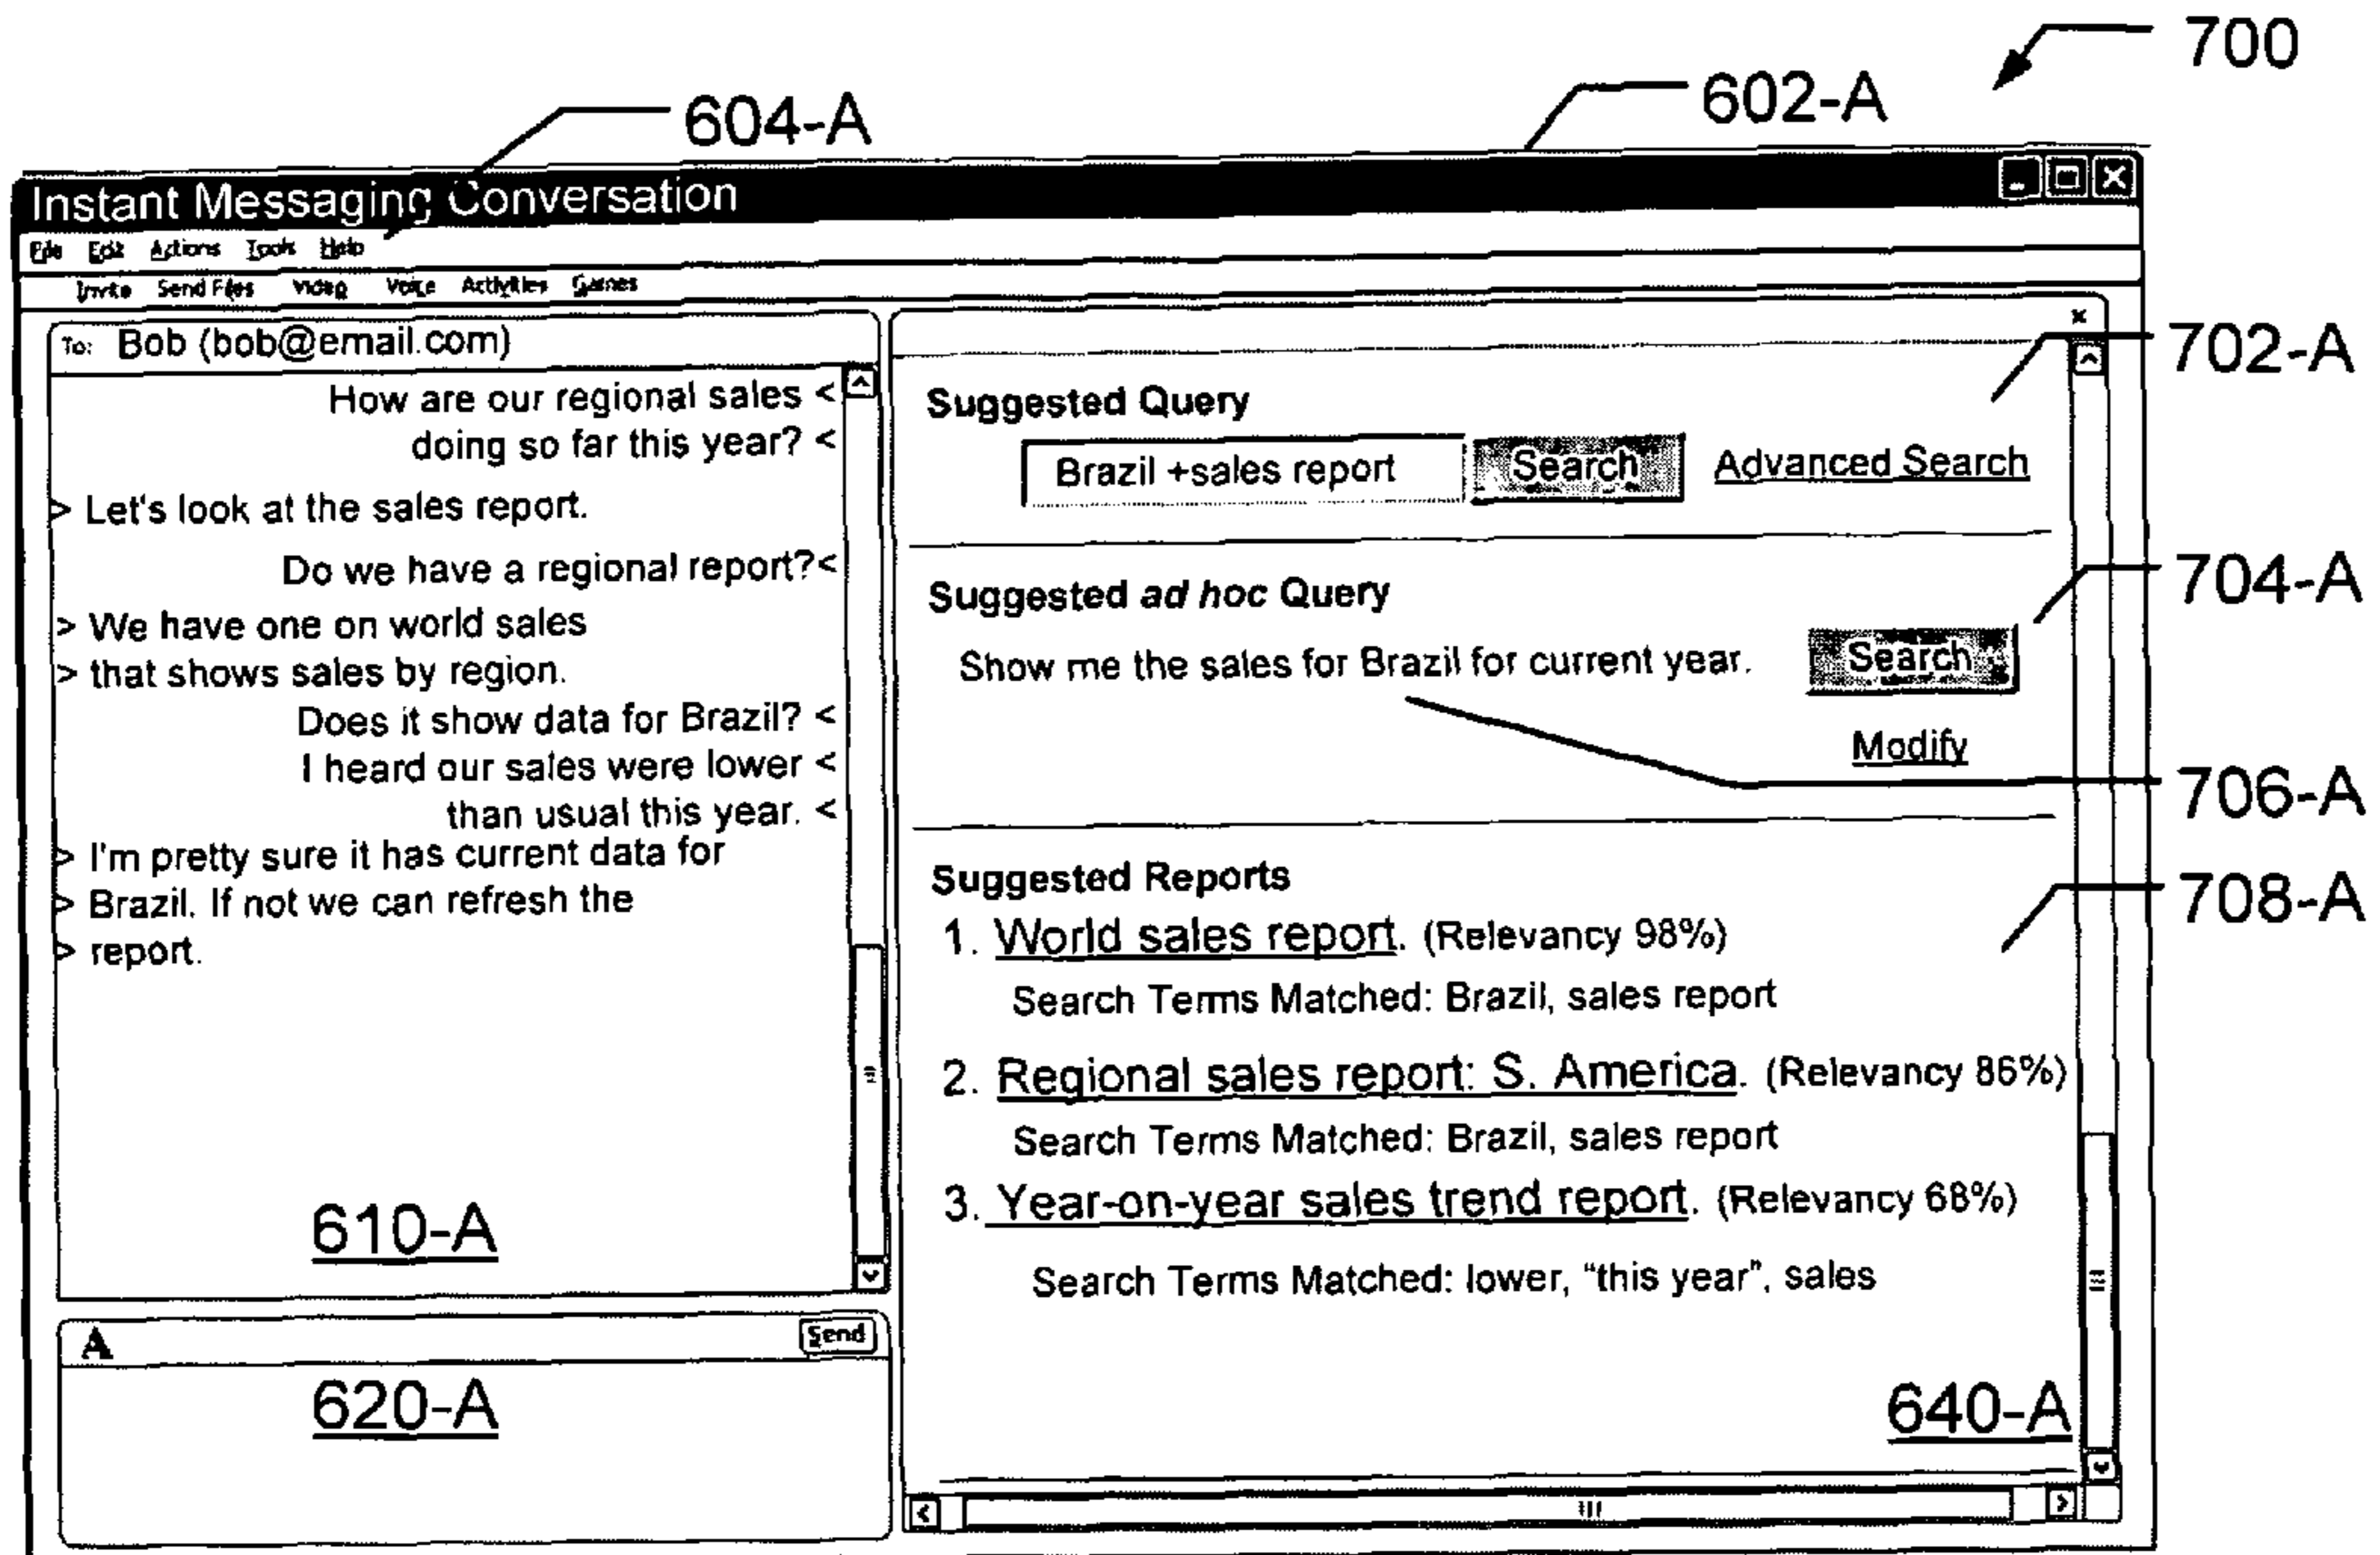 700
602-A
604-A
Instant Messaging Conversation
File Edit Actions Tools Help
Invite Send Files Video Voice Activities Games
To: Bob (bob@email.com)
How are our regional sales <
doing so far this year? <
> Let's look at the sales report.
Do we have a regional report?<
> We have one on world sales
> that shows sales by region.
Does it show data for Brazil? <
I heard our sales were lower <
than usual this year. <
> I'm pretty sure it has current data for
> Brazil. If not we can refresh the
> report.
610-A
A Send
620-A
702-A
Suggested Query
Brazil +sales report Search Advanced Search
704-A
Suggested ad hoc Query
Show me the sales for Brazil for current year. Search
Modify
706-A
Suggested Reports
708-A
1. World sales report. (Relevancy 98%)
Search Terms Matched: Brazil, sales report
2. Regional sales report: S. America. (Relevancy 86%)
Search Terms Matched: Brazil, sales report
3. Year-on-year sales trend report. (Relevancy 68%)
Search Terms Matched: lower, “this year”, sales
640-A